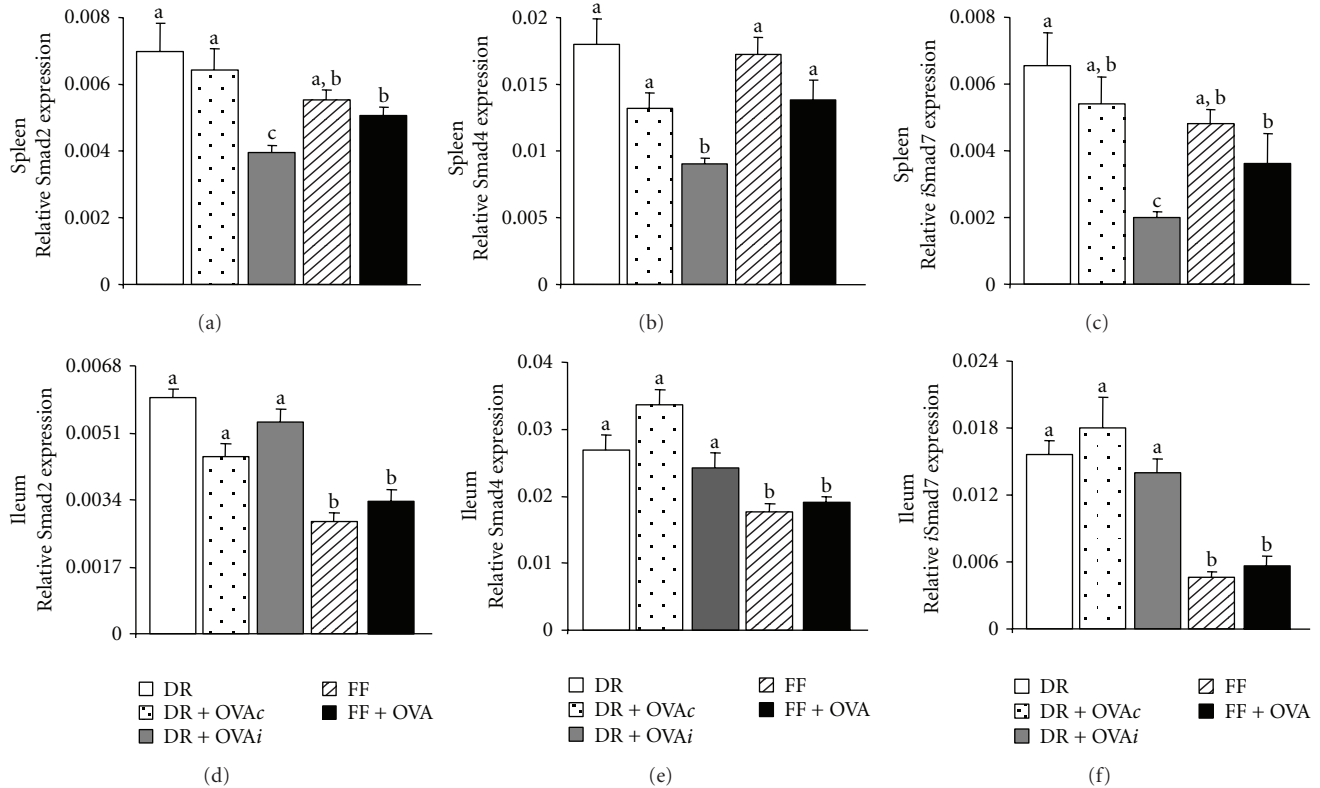 Spleen
Relative Smad2 expression
0.008
0.006
0.004
0.002
0
a
a
c
a, b
b
(a)
Spleen
Relative Smad4 expression
0.02
0.015
0.01
0.005
0
a
a
b
a
a
(b)
Spleen
Relative iSmad7 expression
0.008
0.006
0.004
0.002
0
a
a, b
c
a, b
b
(c)
Ileum
Relative Smad2 expression
0.0068
0.0051
0.0034
0.0017
0
a
a
a
b
b
DR
FF
DR + OVAc
FF + OVA
DR + OVAi
(d)
Ileum
Relative Smad4 expression
0.04
0.03
0.02
0.01
0
a
a
a
b
b
DR
FF
DR + OVAc
FF + OVA
DR + OVAi
(e)
Ileum
Relative iSmad7 expression
0.024
0.018
0.012
0.006
0
a
a
a
b
b
DR
FF
DR + OVAc
FF + OVA
DR + OVAi
(f)